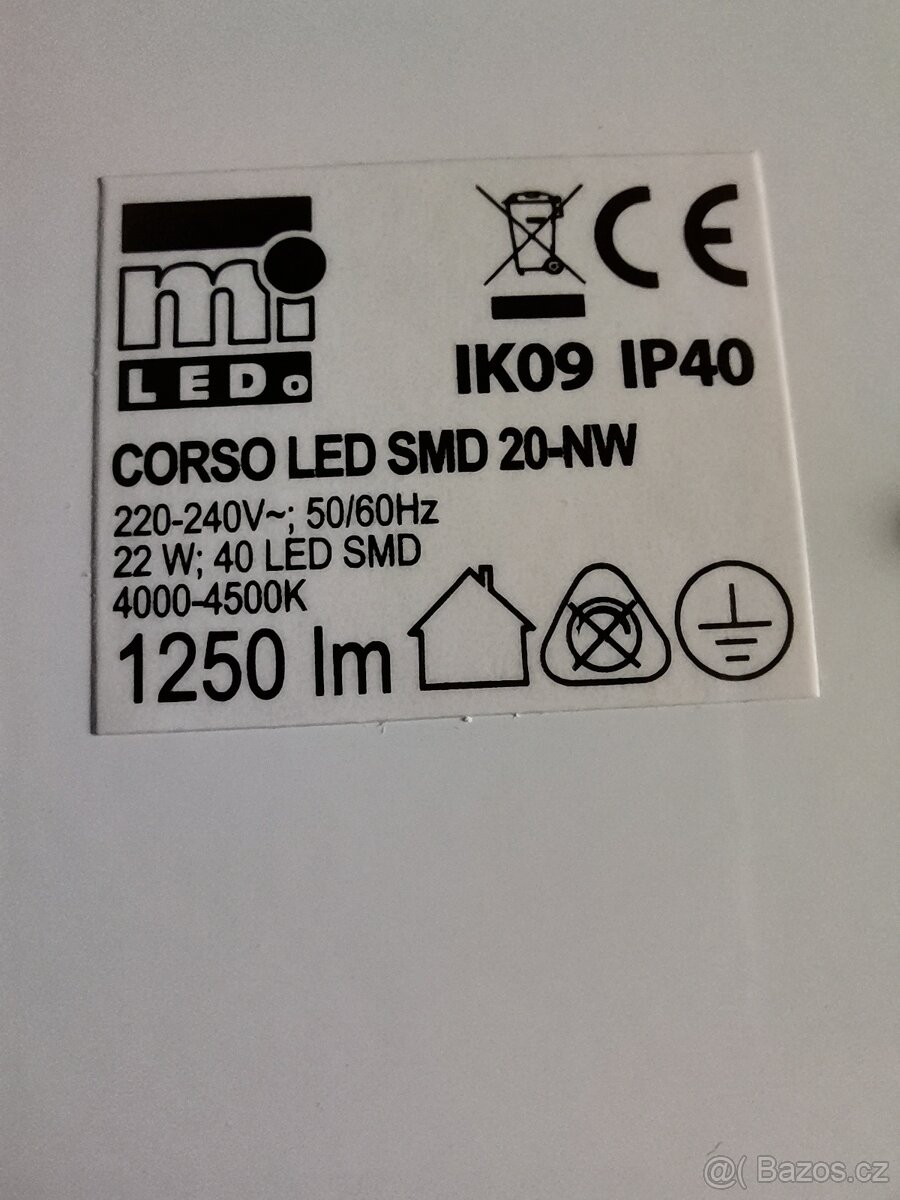 mi
LEDo
CE
IK09 IP40
CORSO LED SMD 20-NW
220-240V~; 50/60Hz
22 W; 40 LED SMD
4000-4500K
1250 lm
@( Bazos.cz